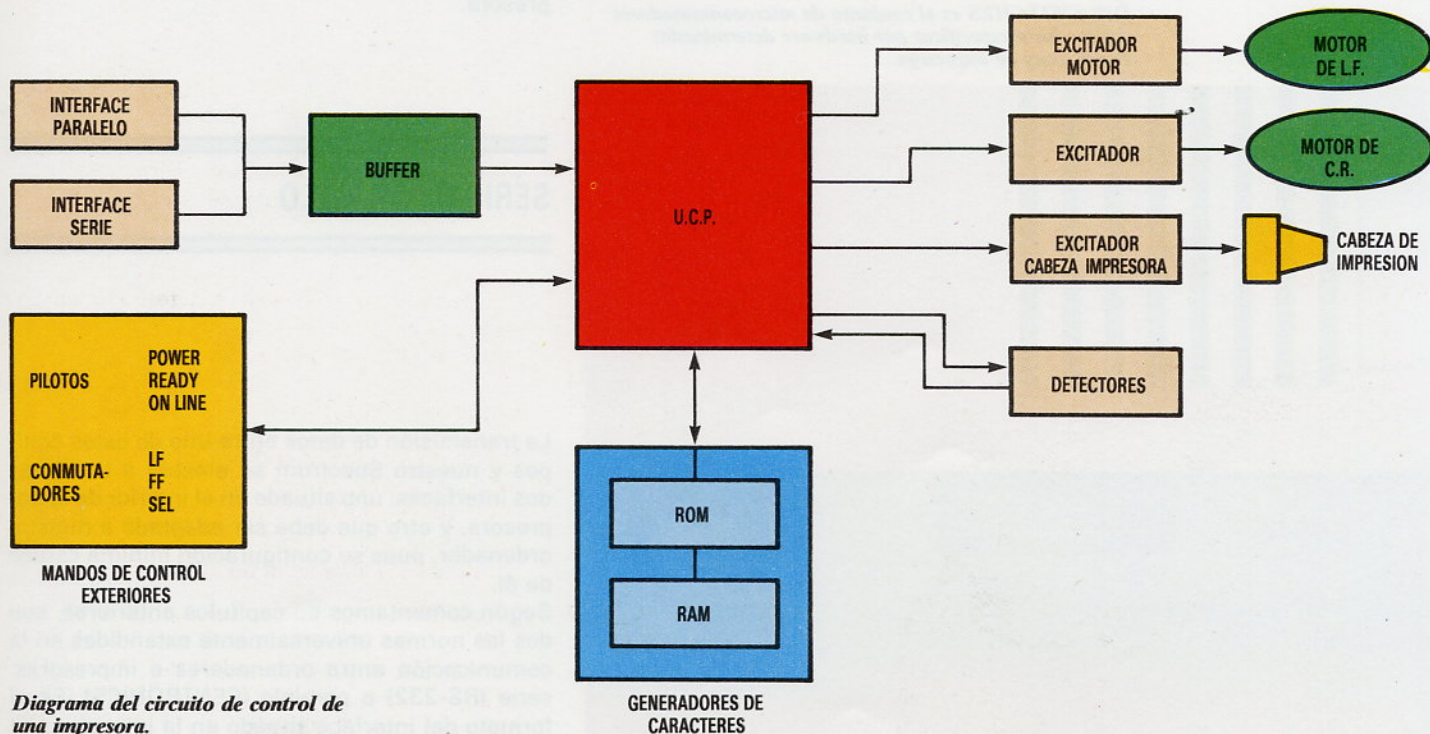 INTERFACE
PARALELO
INTERFACE
SERIE
BUFFER
U.C.P.
EXCITADOR
MOTOR
MOTOR
DE L.F.
EXCITADOR
MOTOR DE
C.R.
EXCITADOR
CABEZA IMPRESORA
CABEZA DE
IMPRESION
DETECTORES
PILOTOS
POWER
READY
ON LINE
CONMUTA-
DORES
LF
FF
SEL
MANDOS DE CONTROL
EXTERIORES
ROM
RAM
GENERADORES DE
CARACTERES
Diagrama del circuito de control de
una impresora.